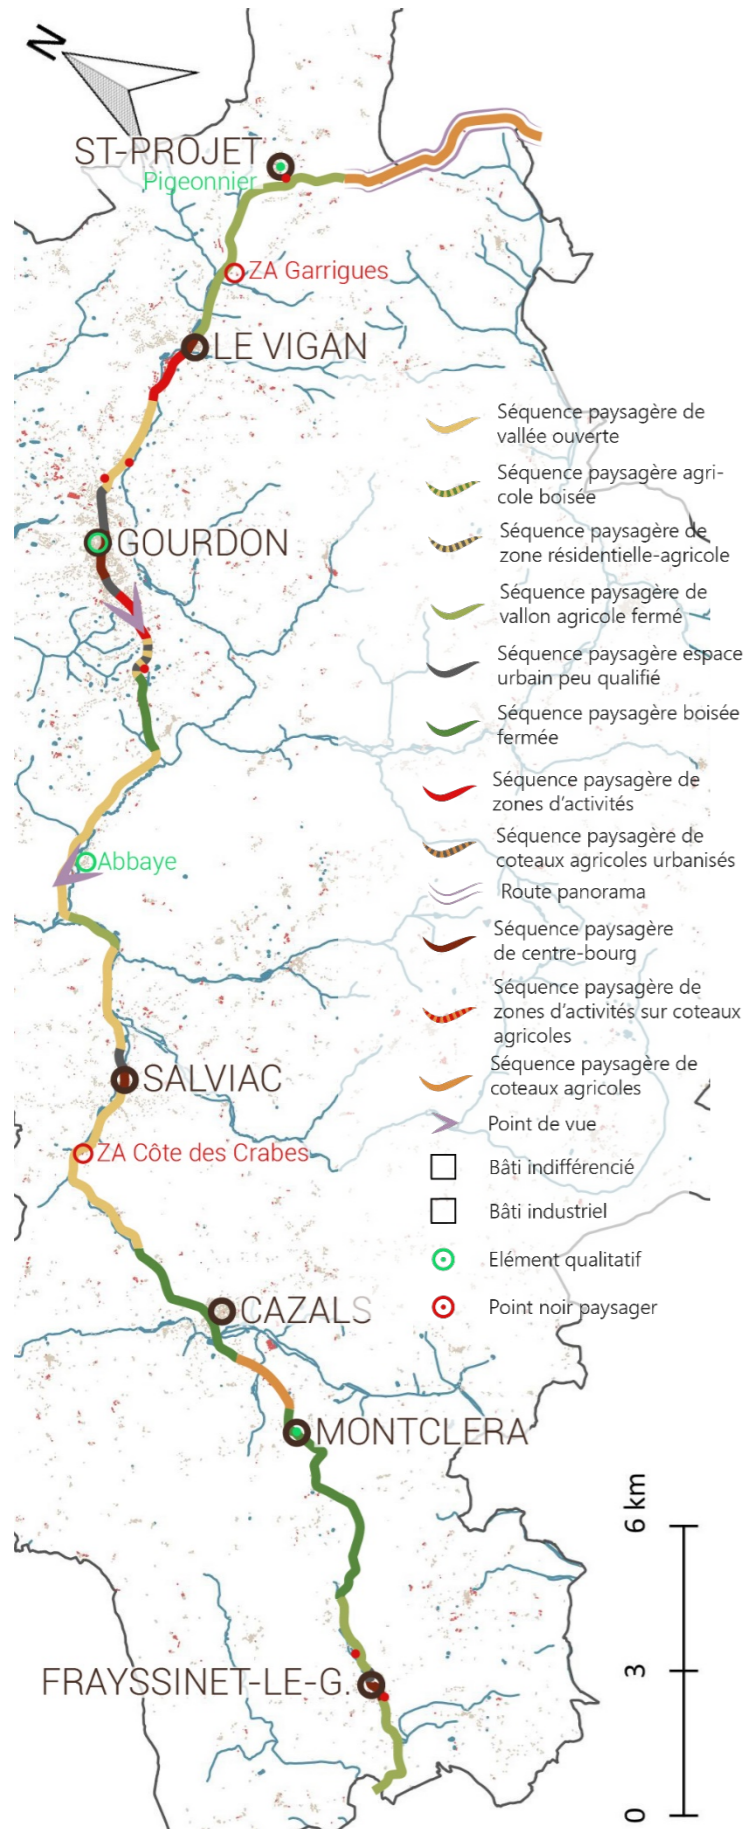 N
ST-PROJET
Pigeonnier
ZA Garrigues
LE VIGAN
Séquence paysagère de
vallée ouverte
Séquence paysagère agri-
cole boisée
Séquence paysagère de
zone résidentielle-agricole
GOURDON
Séquence paysagère de
vallon agricole fermé
Séquence paysagère espace
urbain peu qualifié
Séquence paysagère boisée
fermée
Séquence paysagère de
zones d'activités
Séquence paysagère de
coteaux agricoles urbanisés
Abbaye
Route panorama
Séquence paysagère
de centre-bourg
Séquence paysagère de
zones d'activités sur coteaux
agricoles
Séquence paysagère de
coteaux agricoles
SALVIAC
Point de vue
ZA Côte des Crabes
Bâti indifférencié
Bâti industriel
Elément qualitatif
Point noir paysager
CAZALS
MONTCLERA
6 km
3
FRAYSSINET-LE-G.
0